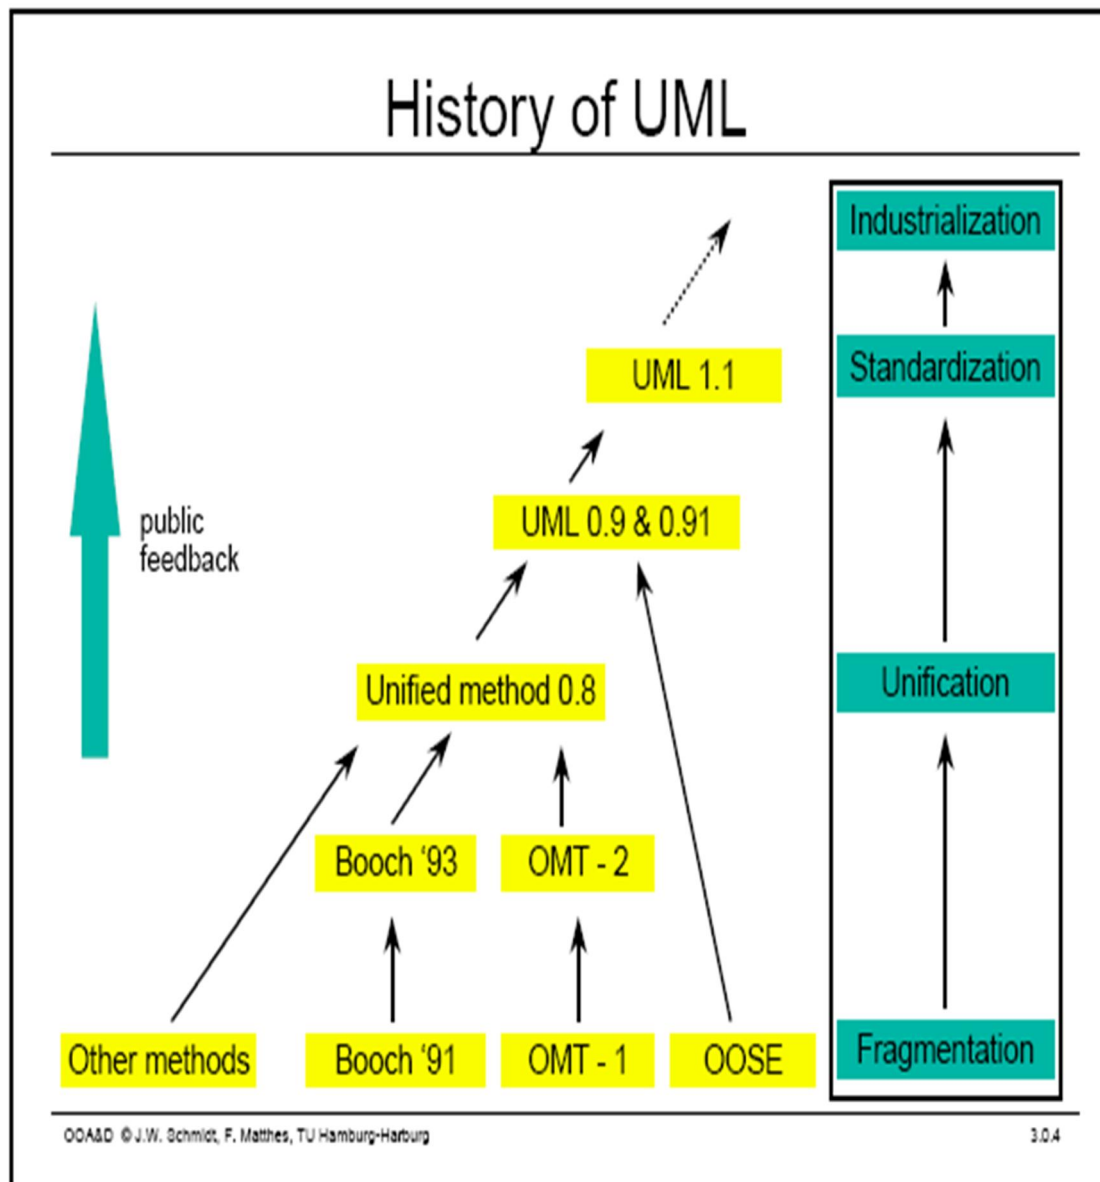 History of UML
Industrialization
UML 1.1
Standardization
public
feedback
UML 0.9 & 0.91
Unified method 0.8
Unification
Booch ‘93
OMT - 2
Other methods
Booch ‘91
OMT - 1
OOSE
Fragmentation
OOA&D © J.W. Schmidt, F. Matthes, TU Hamburg-Harburg
3.0.4